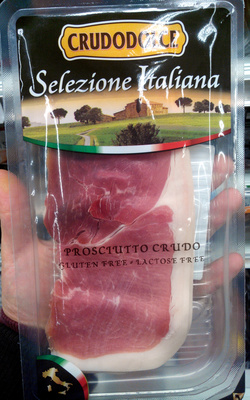 CRUDODOLCE
Selezione Italiana
PROSCIUTTO CRUDO
GLUTEN FREE - LACTOSE FREE